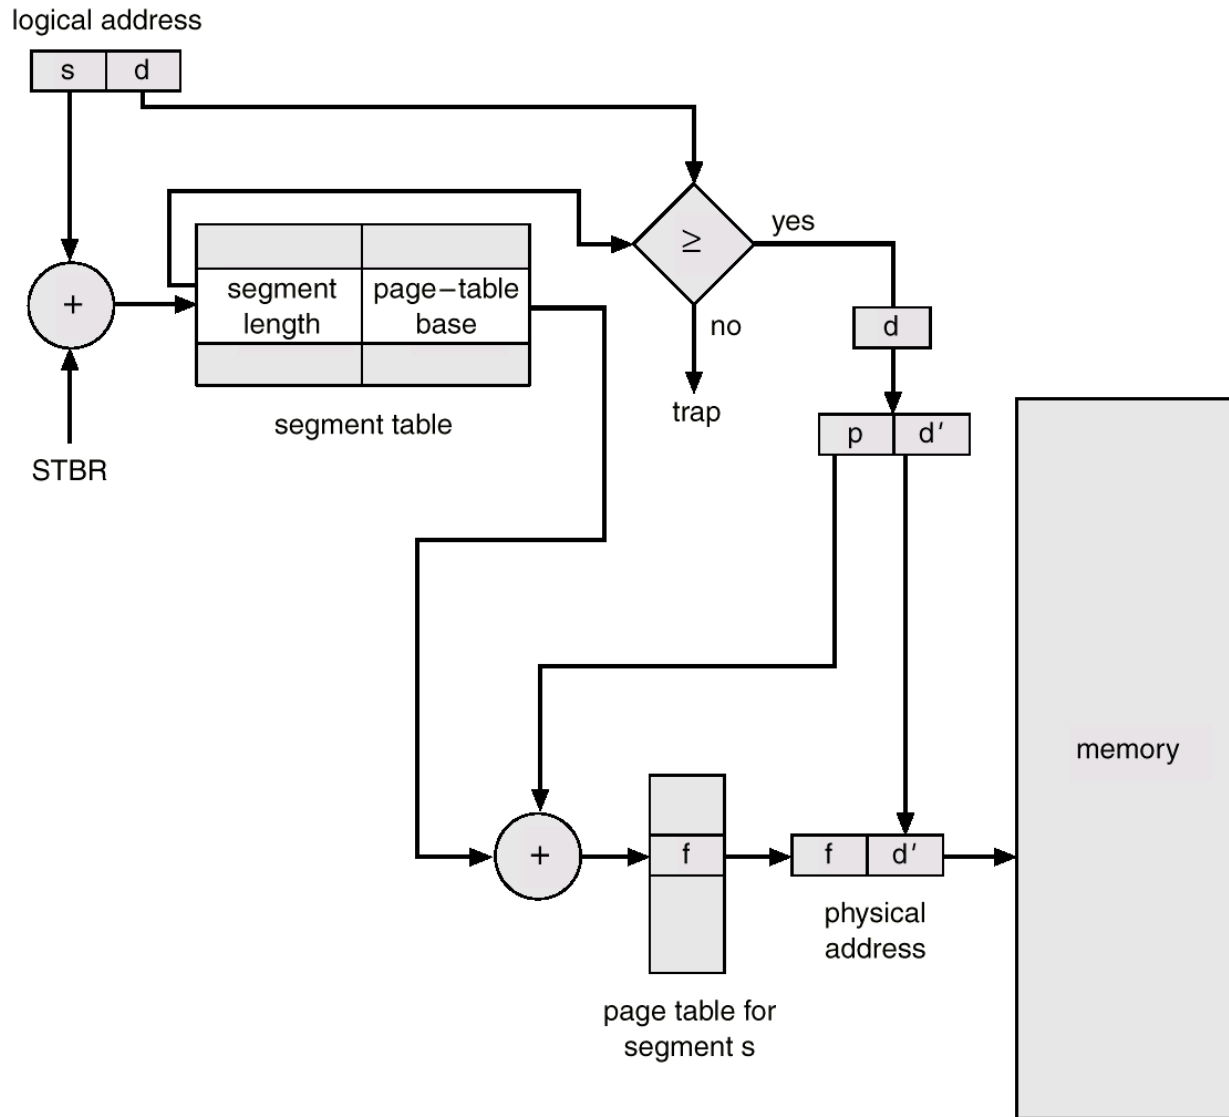 logical address
s d
≥
yes
+
segment length
page–table base
d
no
segment table
trap
p d′
STBR
memory
+
f
f d′
physical address
page table for segment s